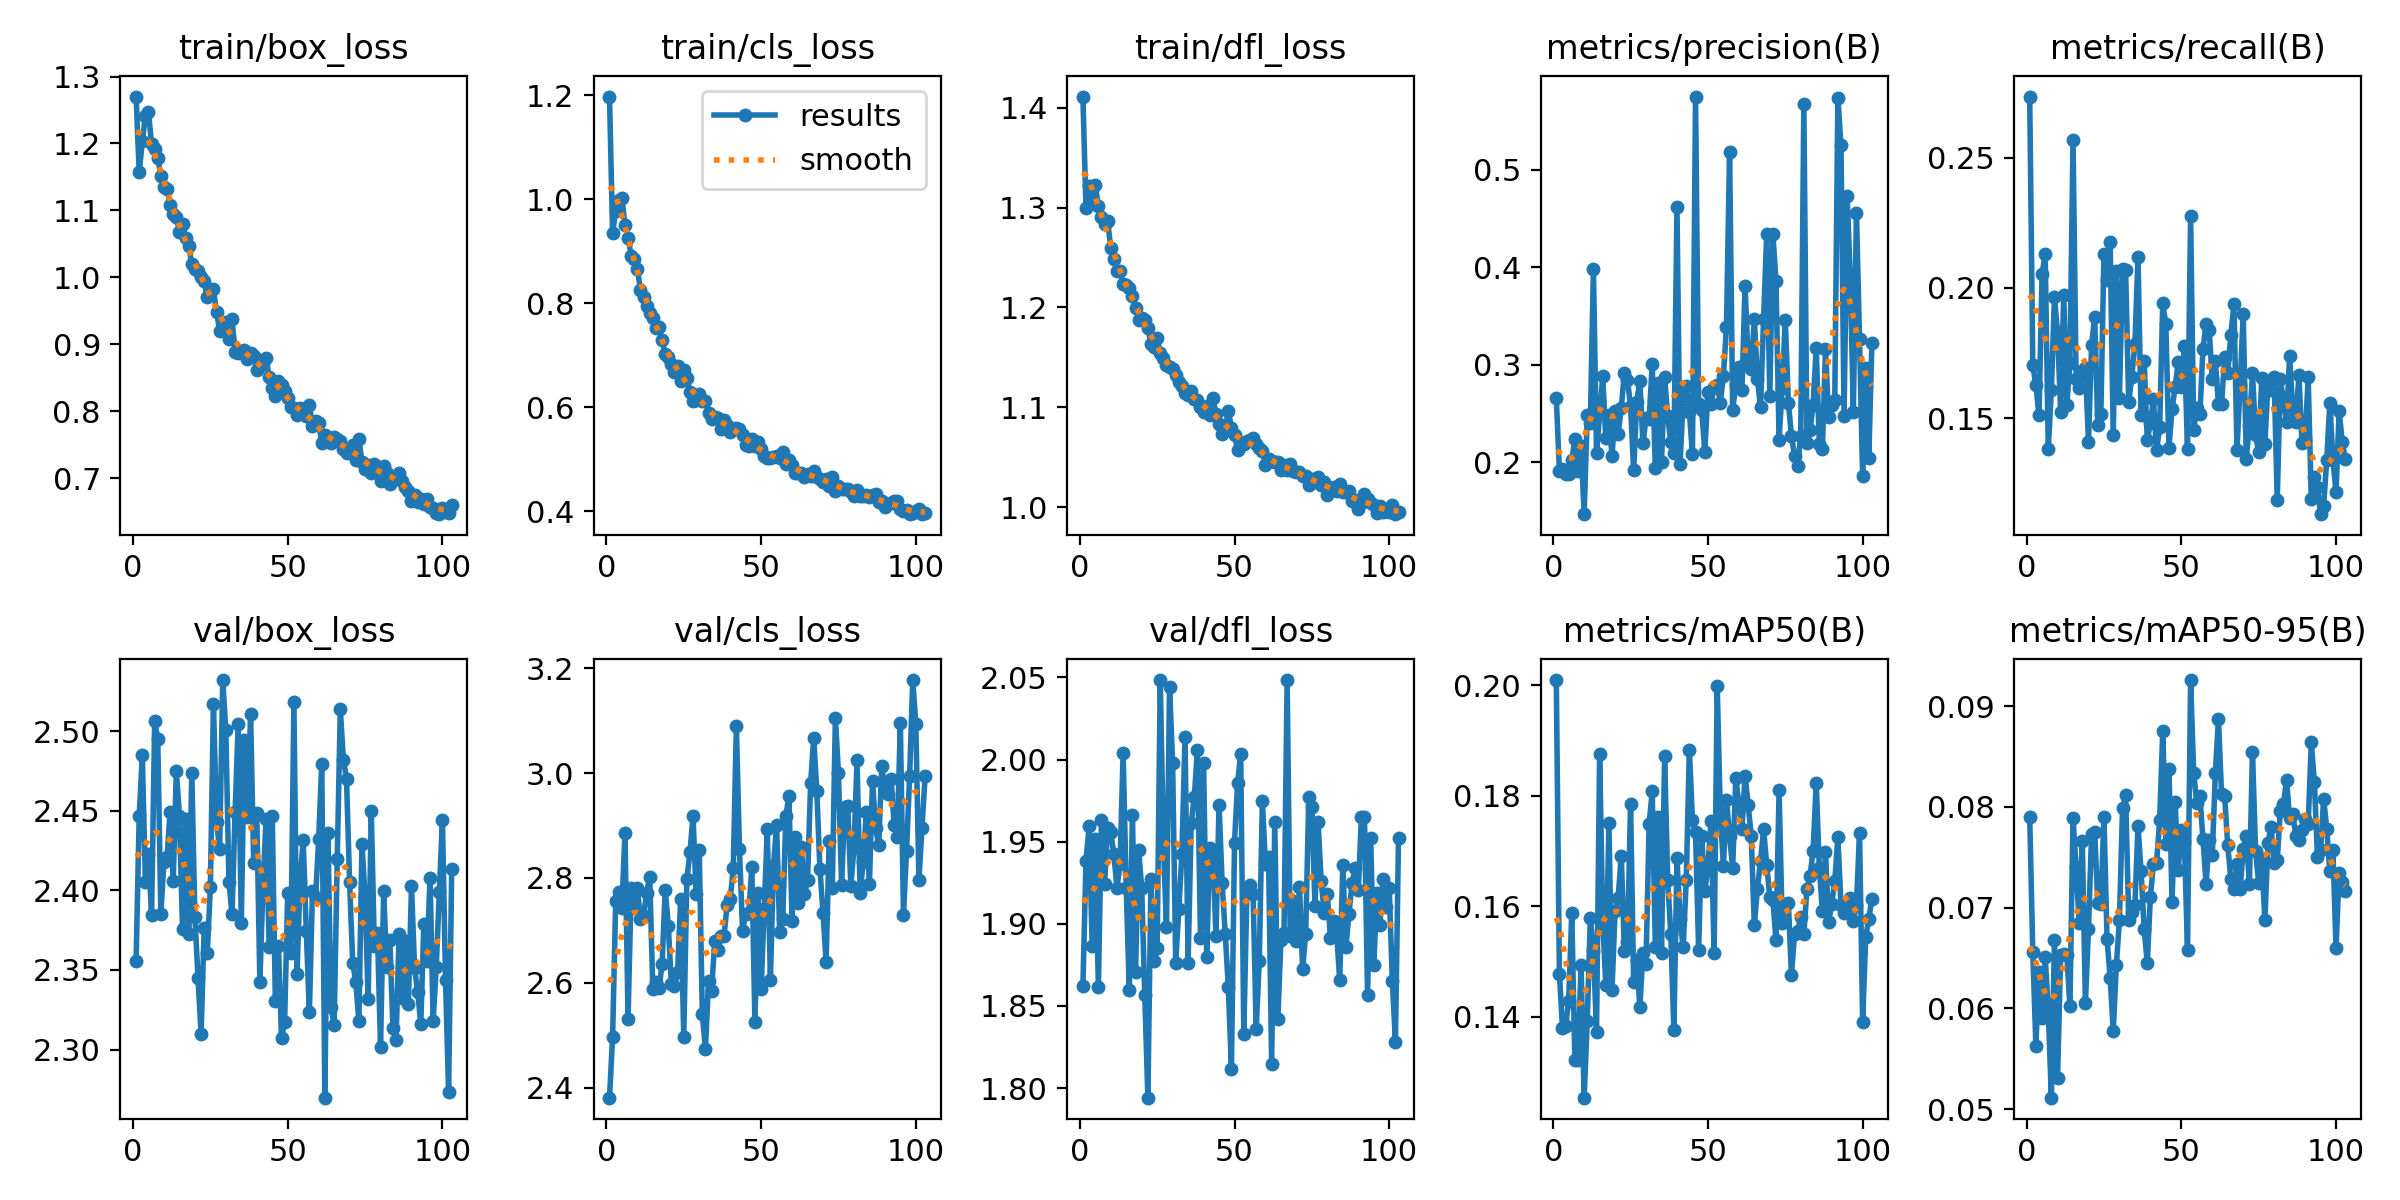 train/box_loss
1.3
1.2
1.1
1.0
0.9
0.8
0.7
0 50 100
train/cls_loss
results
smooth
1.2
1.0
0.8
0.6
0.4
0 50 100
train/dfl_loss
1.4
1.3
1.2
1.1
1.0
0 50 100
metrics/precision(B)
0.5
0.4
0.3
0.2
0 50 100
metrics/recall(B)
0.25
0.20
0.15
0 50 100
val/box_loss
2.50
2.45
2.40
2.35
2.30
0 50 100
val/cls_loss
3.2
3.0
2.8
2.6
2.4
0 50 100
val/dfl_loss
2.05
2.00
1.95
1.90
1.85
1.80
0 50 100
metrics/mAP50(B)
0.20
0.18
0.16
0.14
0 50 100
metrics/mAP50-95(B)
0.09
0.08
0.07
0.06
0.05
0 50 100